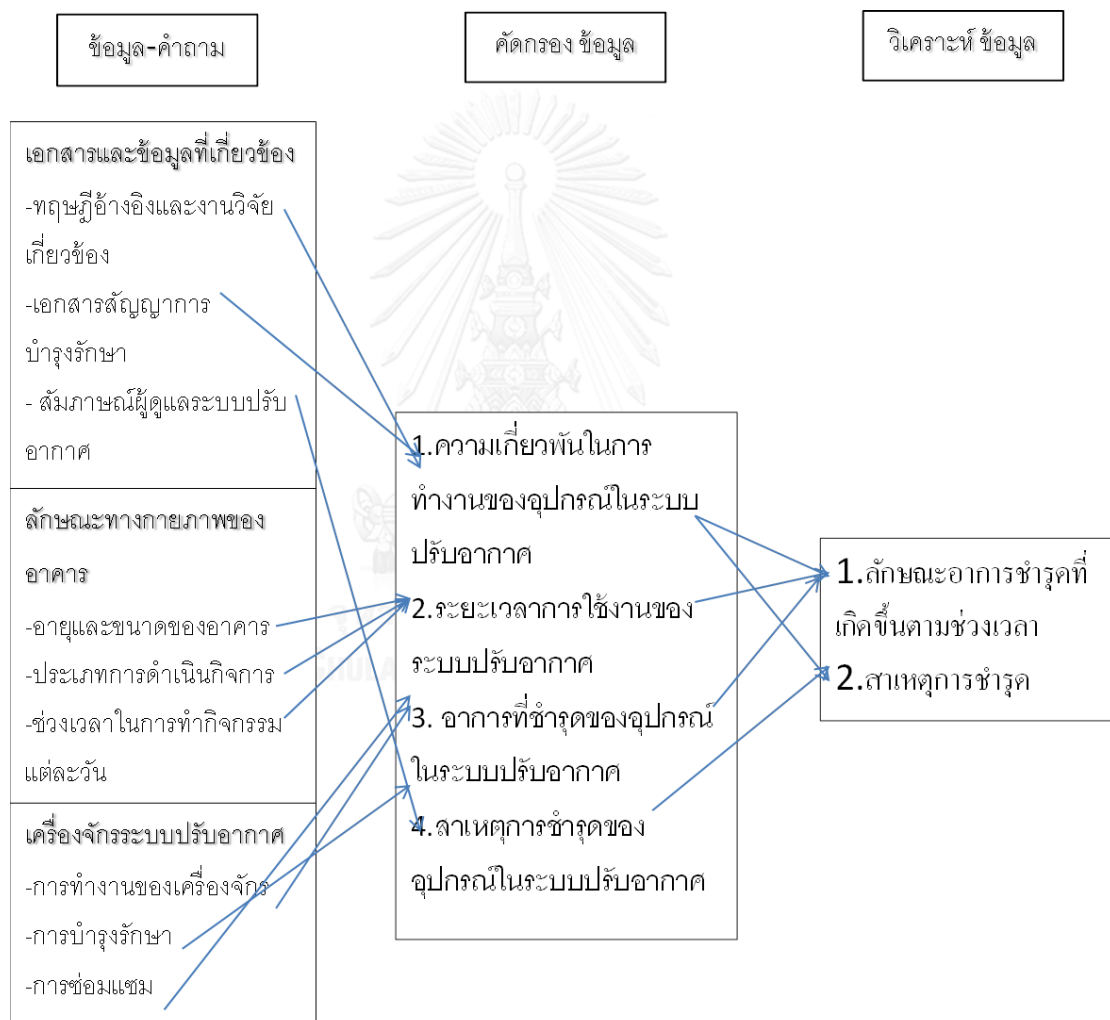 ข้อมูล-คำถาม
คัดกรอง ข้อมูล
วิเคราะห์ ข้อมูล
เอกสารและข้อมูลที่เกี่ยวข้อง
-ทฤษฎีอ้างอิงและงานวิจัย
เกี่ยวข้อง
-เอกสารสัญญาการ
บำรุงรักษา
- สัมภาษณ์ผู้ดูแลระบบปรับ
อากาศ
ลักษณะทางกายภาพของ
อาคาร
-อายุและขนาดของอาคาร
-ประเภทการดำเนินกิจการ
-ช่วงเวลาในการทำกิจกรรม
แต่ละวัน
เครื่องจักรระบบปรับอากาศ
-การทำงานของเครื่องจักร
-การบำรุงรักษา
-การซ่อมแซม
1.ความเกี่ยวพันในการ
ทำงานของอุปกรณ์ในระบบ
ปรับอากาศ
2.ระยะเวลาการใช้งานของ
ระบบปรับอากาศ
3. อาการที่ชำรุดของอุปกรณ์
ในระบบปรับอากาศ
4.สาเหตุการชำรุดของ
อุปกรณ์ในระบบปรับอากาศ
1.ลักษณะอาการชำรุดที่
เกิดขึ้นตามช่วงเวลา
2.สาเหตุการชำรุด